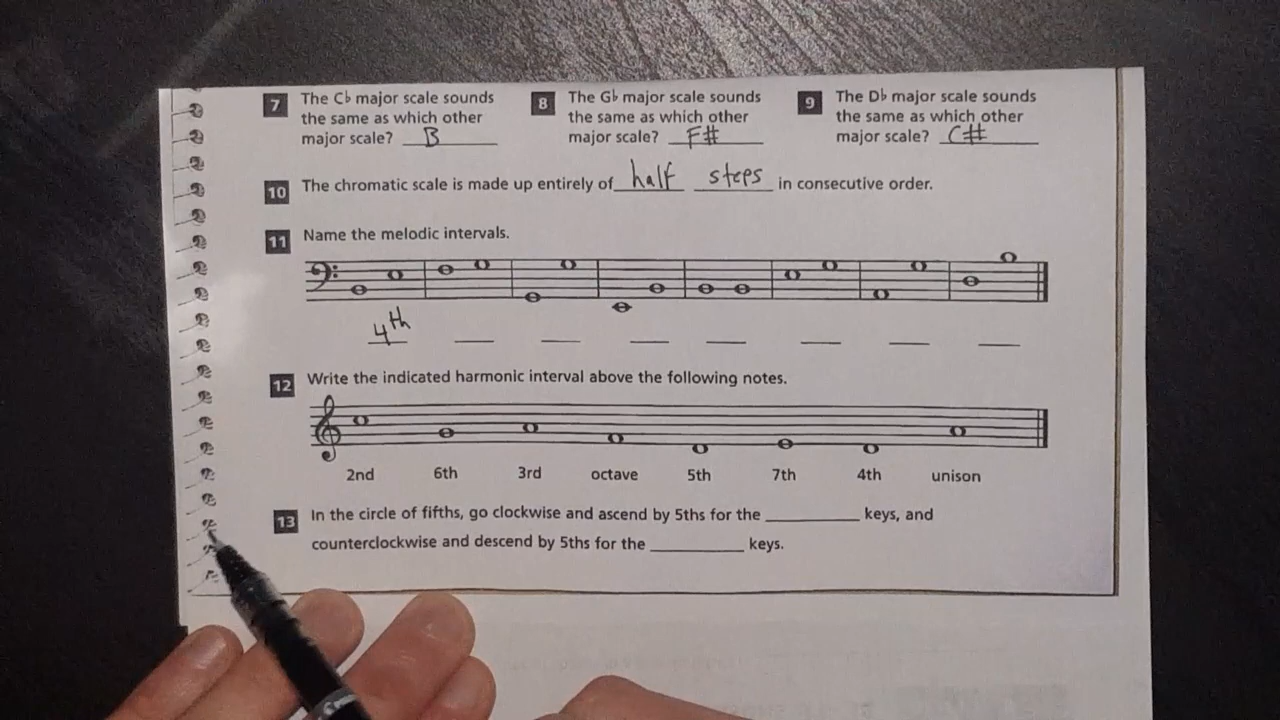 7 The C♭ major scale sounds
the same as which other
major scale? B
8 The G♭ major scale sounds
the same as which other
major scale? F#
9 The D♭ major scale sounds
the same as which other
major scale? C#
10 The chromatic scale is made up entirely of half steps in consecutive order.
11 Name the melodic intervals.
4th
12 Write the indicated harmonic interval above the following notes.
2nd 6th 3rd octave 5th 7th 4th unison
13 In the circle of fifths, go clockwise and ascend by 5ths for the __________ keys, and
counterclockwise and descend by 5ths for the __________ keys.